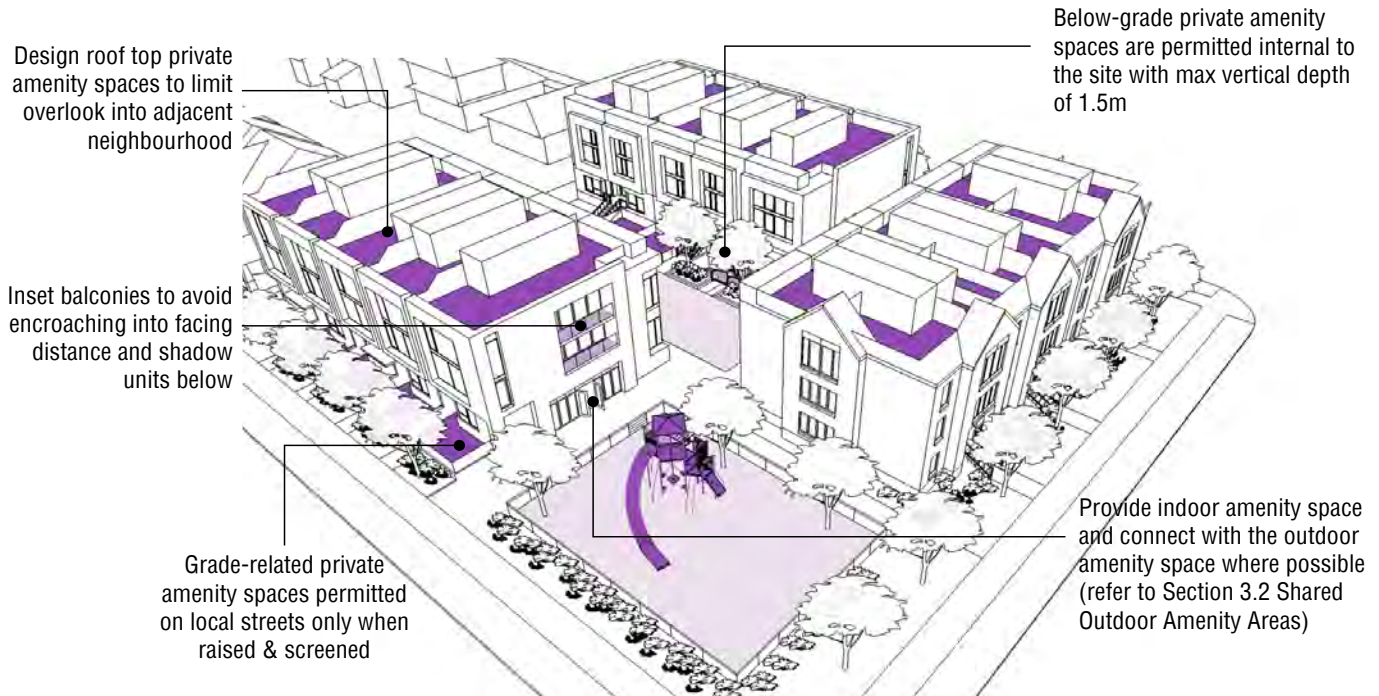 Design roof top private
amenity spaces to limit
overlook into adjacent
neighbourhood
Below-grade private amenity
spaces are permitted internal to
the site with max vertical depth
of 1.5m
Inset balconies to avoid
encroaching into facing
distance and shadow
units below
Grade-related private
amenity spaces permitted
on local streets only when
raised & screened
Provide indoor amenity space
and connect with the outdoor
amenity space where possible
(refer to Section 3.2 Shared
Outdoor Amenity Areas)